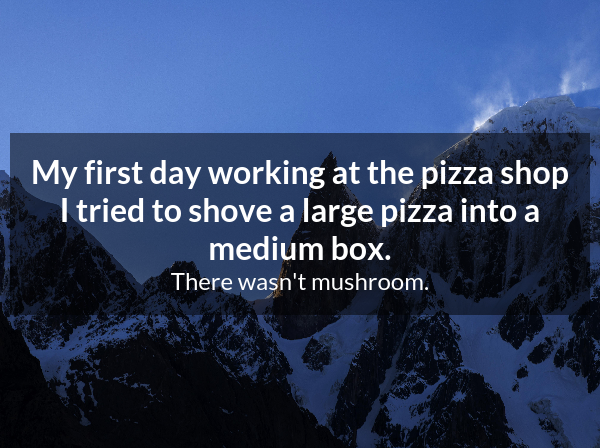 My first day working at the pizza shop
I tried to shove a large pizza into a
medium box.
There wasn't mushroom.